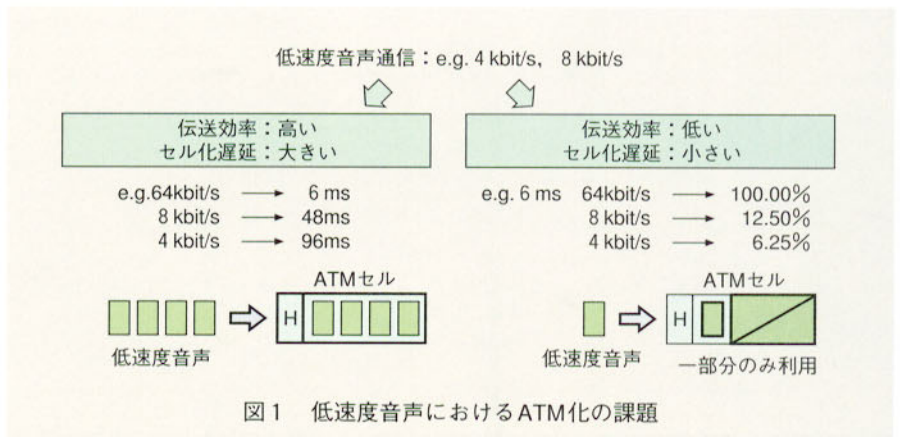 低速度音声通信：e.g. 4 kbit/s, 8 kbit/s
伝送効率：高い
セル化遅延：大きい
e.g.64kbit/s → 6 ms
8 kbit/s → 48ms
4 kbit/s → 96ms
ATMセル
H
低速度音声
伝送効率：低い
セル化遅延：小さい
e.g. 6 ms 64kbit/s → 100.00%
8 kbit/s → 12.50%
4 kbit/s → 6.25%
ATMセル
H
低速度音声
一部分のみ利用
図1 低速度音声におけるATM化の課題